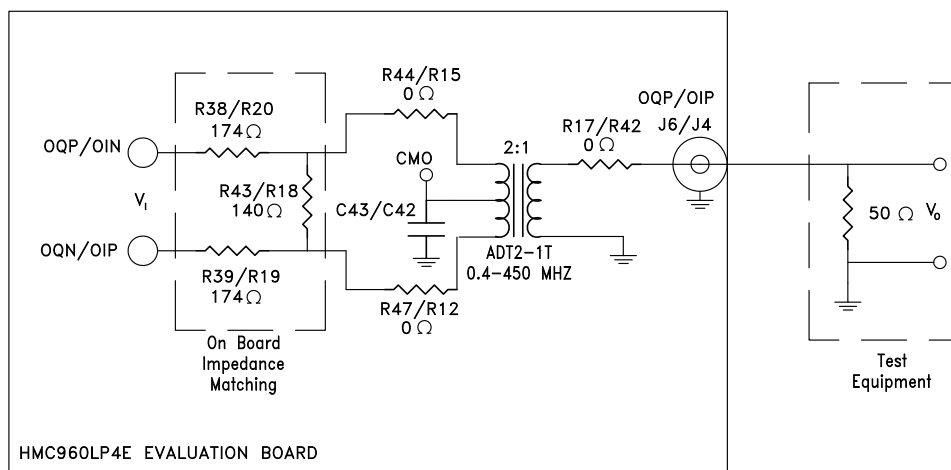 R44/R15
0 Ω
OQP/OIP
J6/J4
R38/R20
174Ω
R17/R42
0 Ω
2:1
OQP/OIN
CMO
R43/R18
140Ω
C43/C42
V₁
50 Ω
V₀
OQN/OIP
ADT2-1T
0.4-450 MHZ
R39/R19
174Ω
R47/R12
0 Ω
On Board
Impedance
Matching
Test
Equipment
HMC960LP4E EVALUATION BOARD